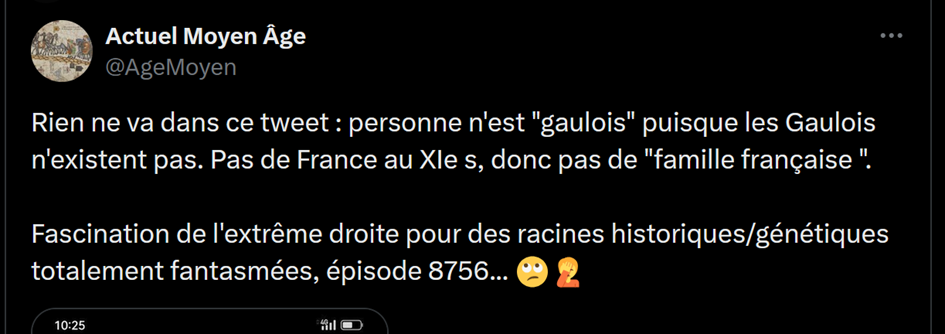 Actuel Moyen Âge
@AgeMoyen
Rien ne va dans ce tweet : personne n'est "gaulois" puisque les Gaulois
n'existent pas. Pas de France au XIe s, donc pas de "famille française ".
Fascination de l'extrême droite pour des racines historiques/génétiques
totalement fantasmées, épisode 8756... 🙄 🤦
10:25